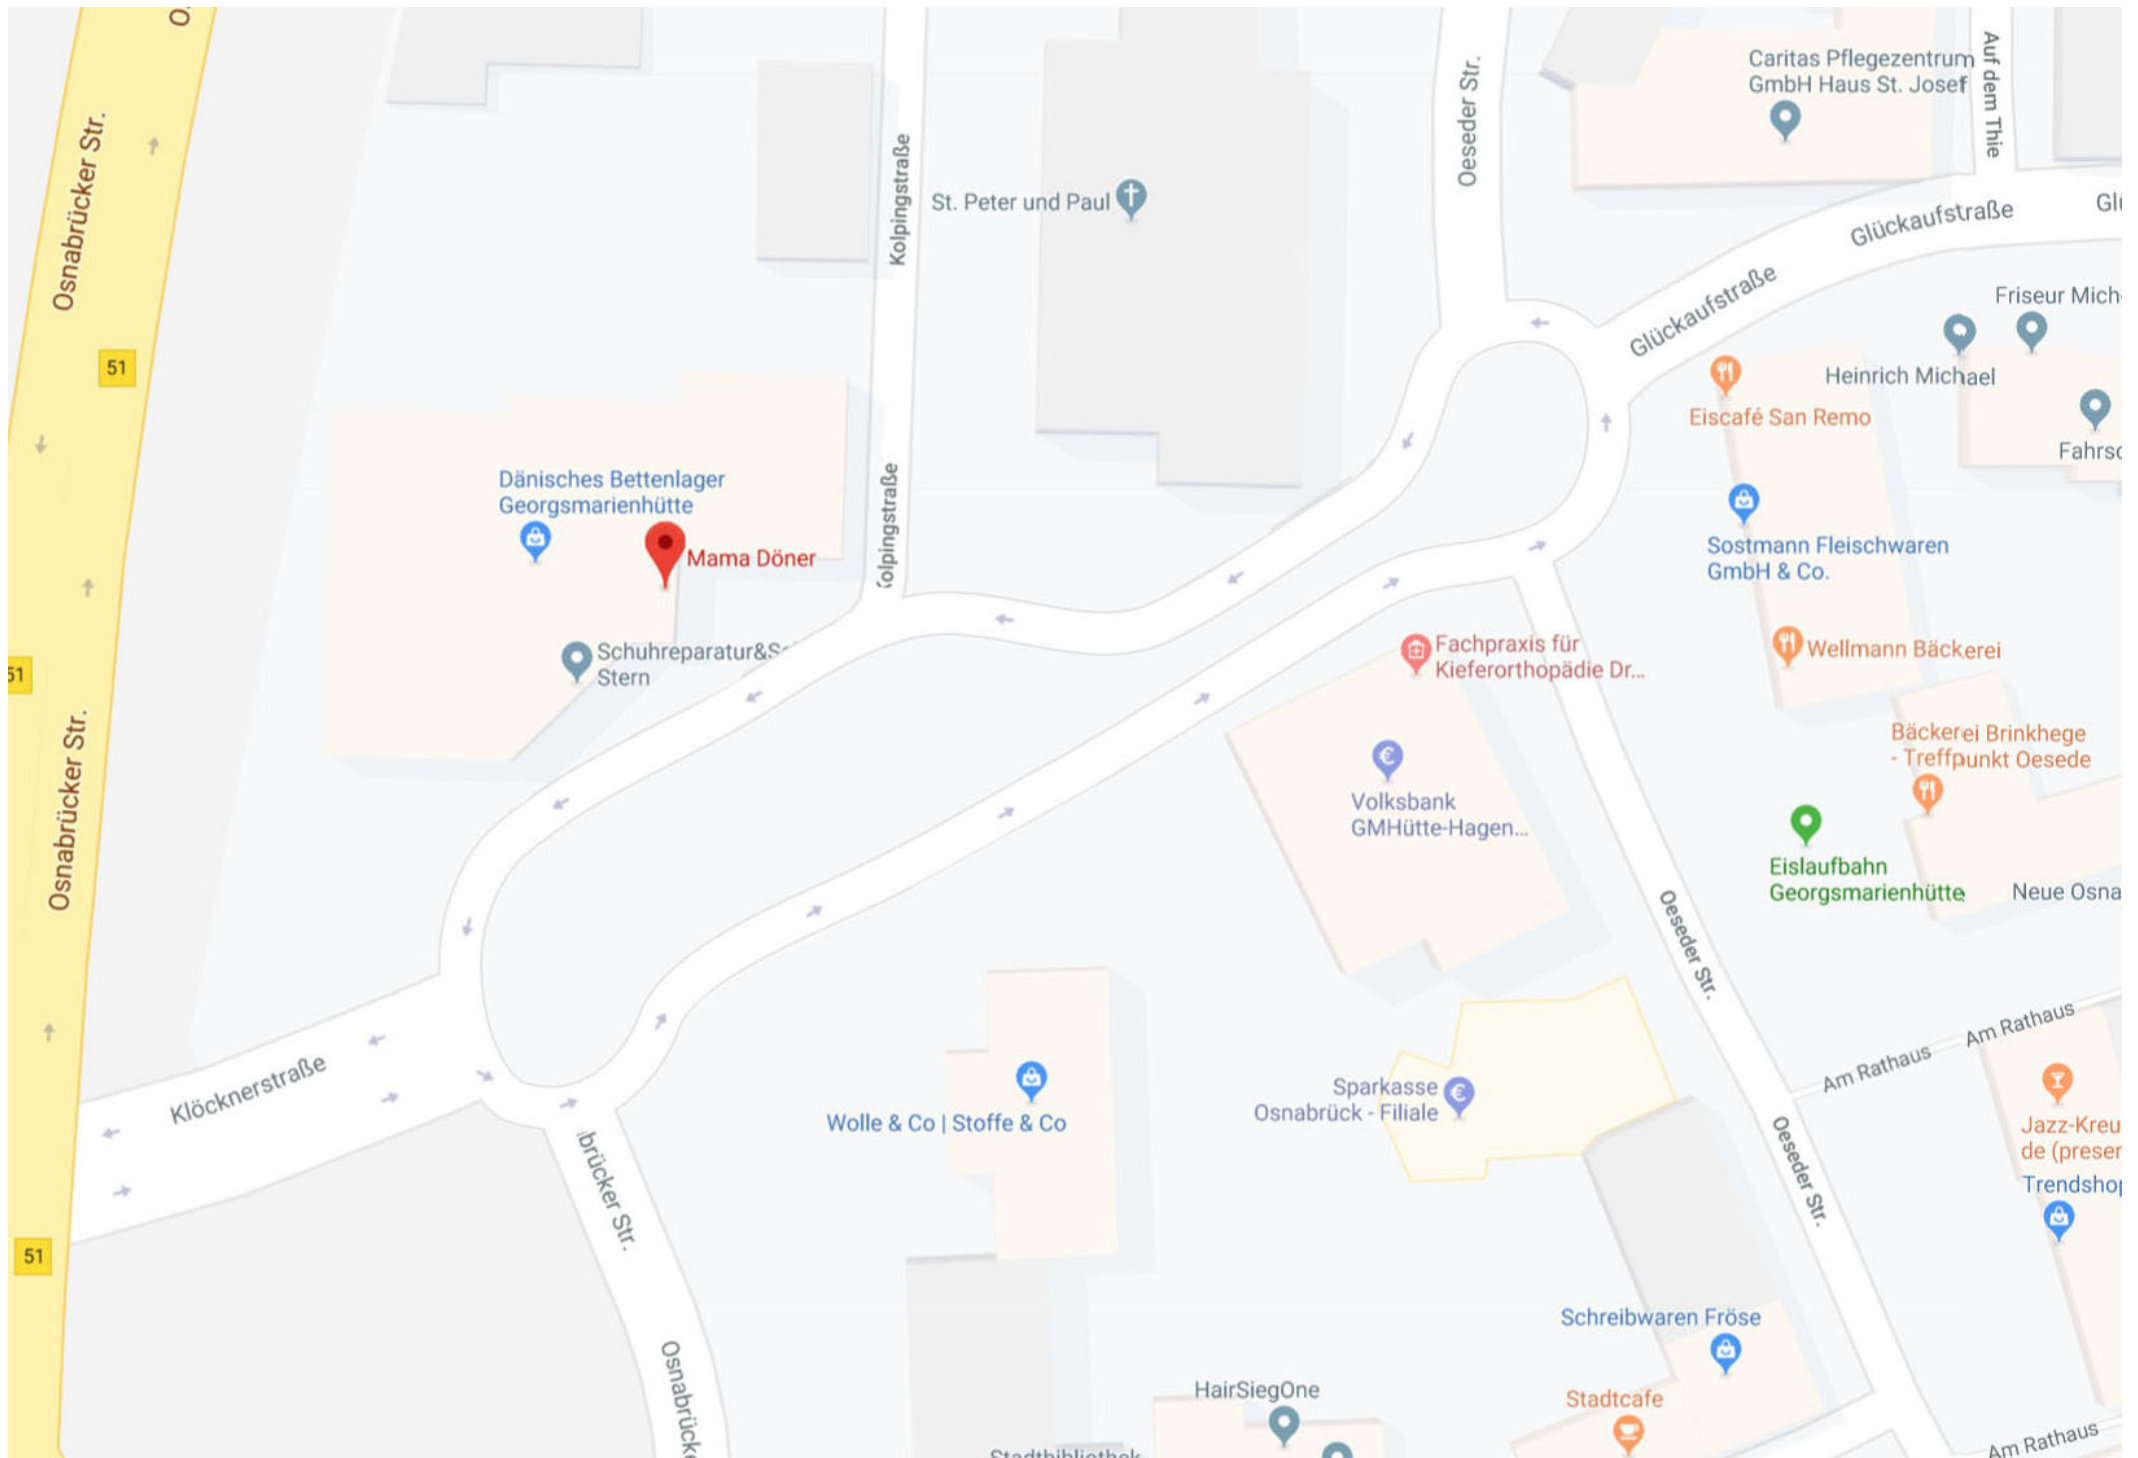 O
Osnabrücker Str.
51
Osnabrücker Str.
51
51
Kolpingstraße
Kolpingstraße
St. Peter und Paul
Oeseder Str.
Caritas Pflegezentrum
GmbH Haus St. Josef
Auf dem Thie
Glückaufstraße
Glü
Glückaufstraße
Friseur Mich
Heinrich Michael
Eiscafé San Remo
Fahrsc
Dänisches Bettenlager
Georgsmarienhütte
Mama Döner
Sostmann Fleischwaren
GmbH & Co.
Schuhreparatur&S
Stern
Fachpraxis für
Kieferorthopädie Dr...
Wellmann Bäckerei
Bäckerei Brinkhege
- Treffpunkt Oesede
Volksbank
GMHütte-Hagen...
Eislaufbahn
Georgsmarienhütte
Neue Osna
Oeseder Str.
Am Rathaus
Am Rathaus
Klöcknerstraße
Wolle & Co | Stoffe & Co
Sparkasse
Osnabrück - Filiale
Jazz-Kreu
de (preser
Trendshop
brücker Str.
Oeseder Str.
Osnabrücke
Schreibwaren Fröse
HairSiegOne
Stadtcafe
Stadtbibliothek
Am Rathaus